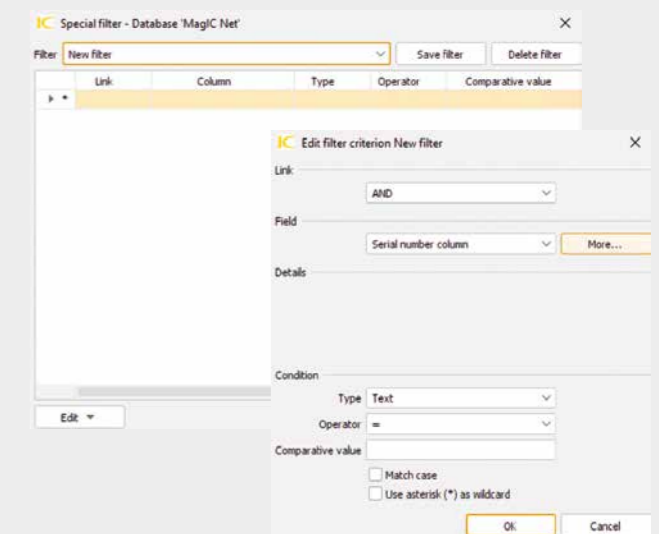 IC Special filter - Database 'MagIC Net'
Filter New filter Save filter Delete filter
Link Column Type Operator Comparative value
*
Edit
IC Edit filter criterion New filter
Link
AND
Field
Serial number column More...
Details
Condition
Type Text
Operator =
Comparative value
Match case
Use asterisk (*) as wildcard
OK Cancel